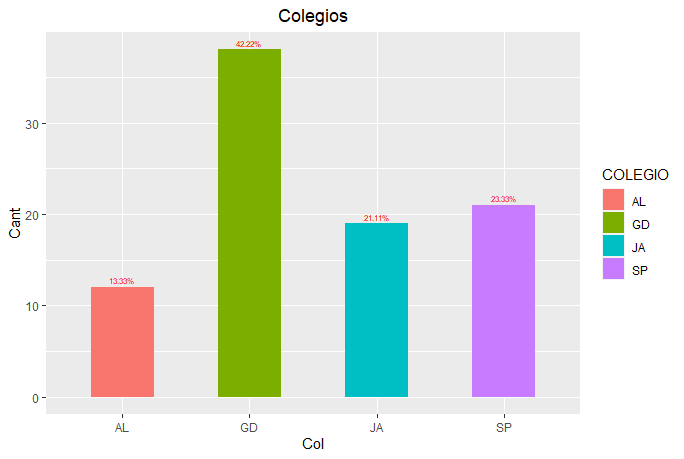 Colegios
42.22%
23.33%
21.11%
13.33%
30
20
10
0
Cant
AL
GD
JA
SP
Col
COLEGIO
AL
GD
JA
SP